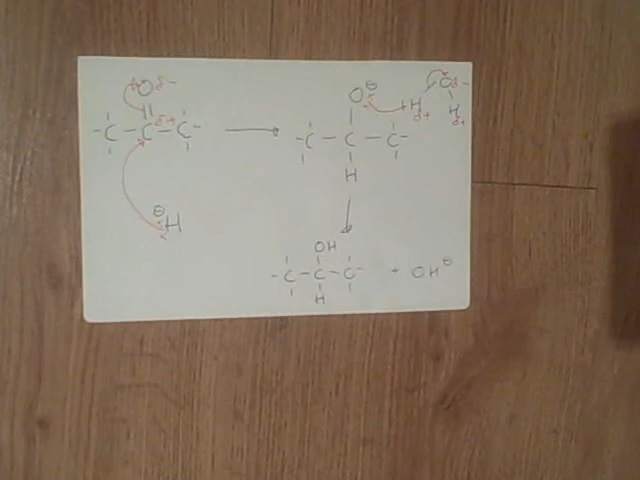 O δ-
- C - C δ+ - C -
⊖
H
O⊖
- C - C - C -
H
H δ+
O δ-
H δ+
OH
- C - C - C - + OH⊖
H